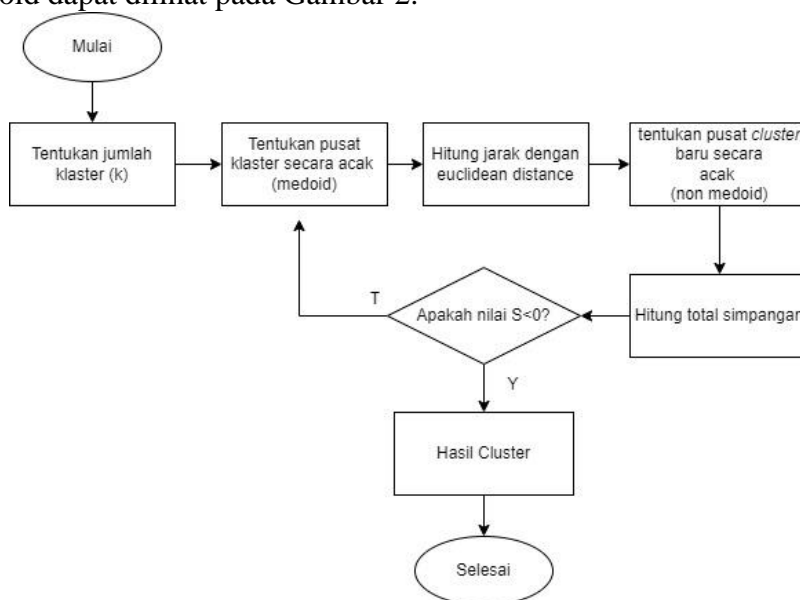 oid dapat dilihat pada Gambar 2.
Mulai
Tentukan jumlah
klaster (k)
Tentukan pusat
klaster secara acak
(medoid)
Hitung jarak dengan
euclidean distance
tentukan pusat cluster
baru secara
acak
(non medoid)
Hitung total simpangan
Apakah nilai S<0?
T
Y
Hasil Cluster
Selesai